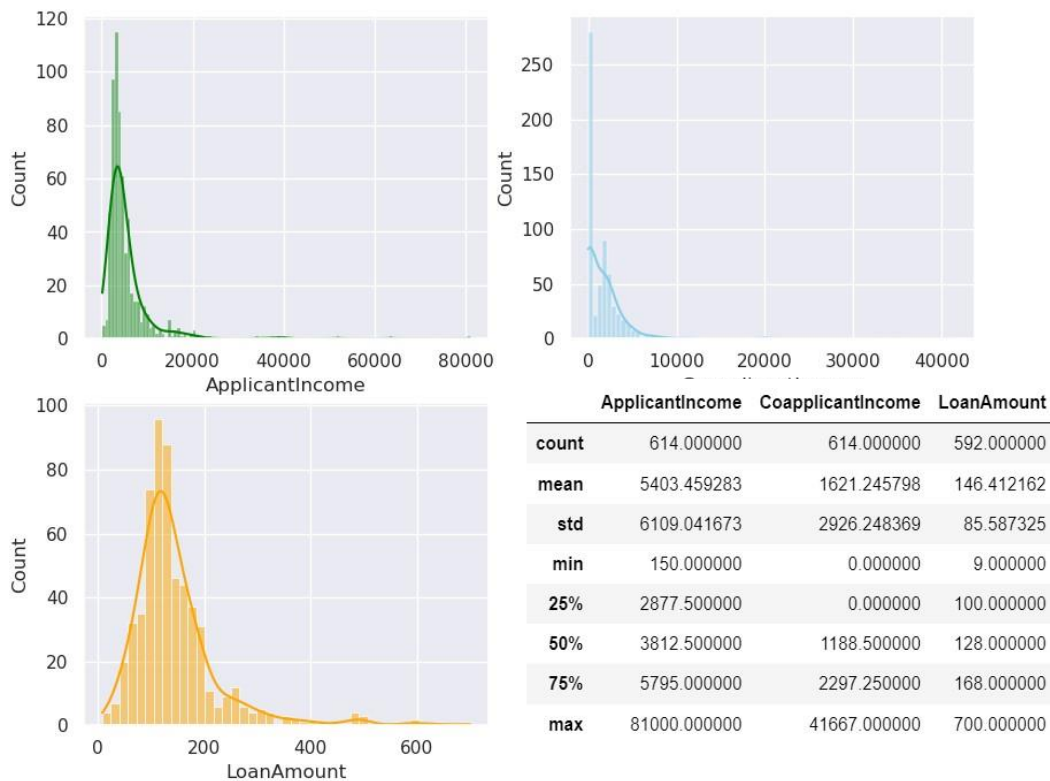 120
100
80
60
40
20
0
Count
0 20000 40000 60000 80000
ApplicantIncome
250
200
150
100
50
0
Count
0 10000 20000 30000 40000
100
80
60
40
20
0
Count
0 200 400 600
LoanAmount
ApplicantIncome CoapplicantIncome LoanAmount
count 614.000000 614.000000 592.000000
mean 5403.459283 1621.245798 146.412162
std 6109.041673 2926.248369 85.587325
min 150.000000 0.000000 9.000000
25% 2877.500000 0.000000 100.000000
50% 3812.500000 1188.500000 128.000000
75% 5795.000000 2297.250000 168.000000
max 81000.000000 41667.000000 700.000000